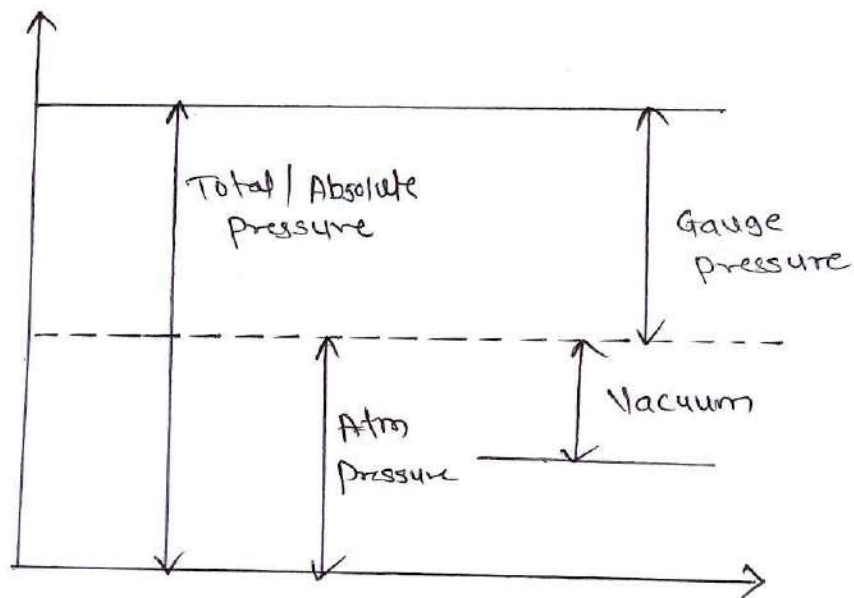 Total / Absolute
Pressure
Gauge
pressure
Atm
pressure
Vacuum